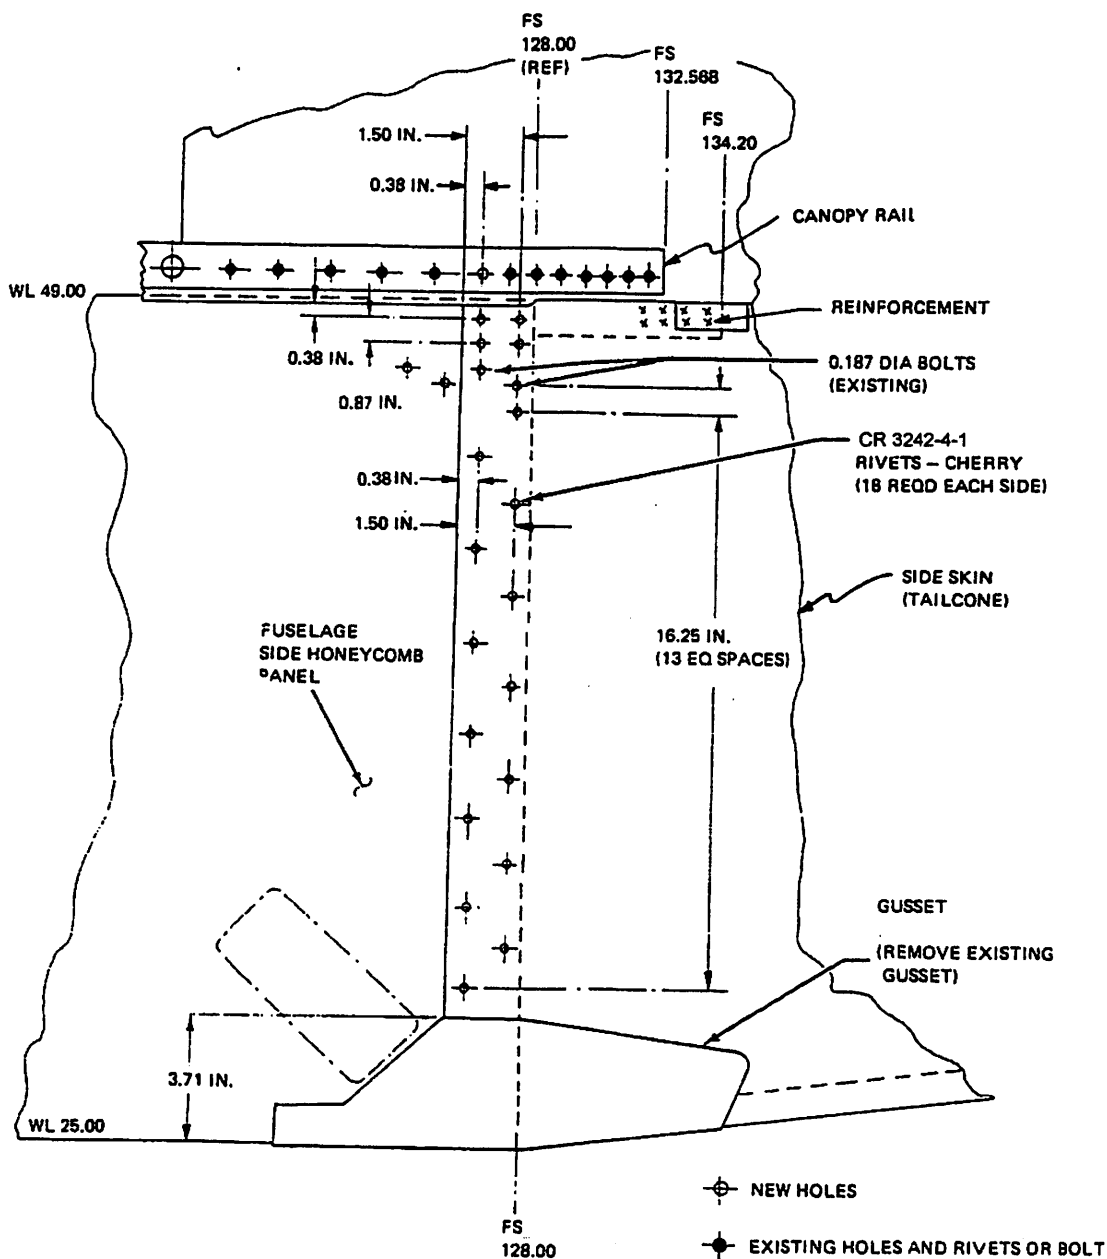 FS
128.00
(REF)
FS
132.568
FS
134.20
1.50 IN.
0.38 IN.
CANOPY RAIL
WL 49.00
REINFORCEMENT
0.38 IN.
0.187 DIA BOLTS
(EXISTING)
0.87 IN.
CR 3242-4-1
RIVETS – CHERRY
(18 REQD EACH SIDE)
0.38 IN.
1.50 IN.
SIDE SKIN
(TAILCONE)
FUSELAGE
SIDE HONEYCOMB
PANEL
16.25 IN.
(13 EQ SPACES)
GUSSET
(REMOVE EXISTING
GUSSET)
3.71 IN.
WL 25.00
NEW HOLES
FS
128.00
EXISTING HOLES AND RIVETS OR BOLT